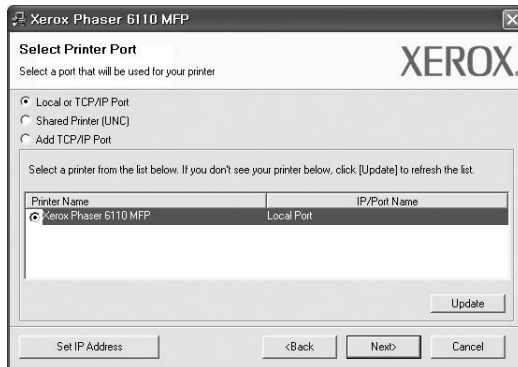 Xerox Phaser 6110 MFP
Select Printer Port
Select a port that will be used for your printer
XEROX.
Local or TCP/IP Port
Shared Printer (UNC)
Add TCP/IP Port
Select a printer from the list below. If you don't see your printer below, click [Update] to refresh the list.
Printer Name IP/Port Name
Xerox Phaser 6110 MFP Local Port
Update
Set IP Address <Back Next> Cancel